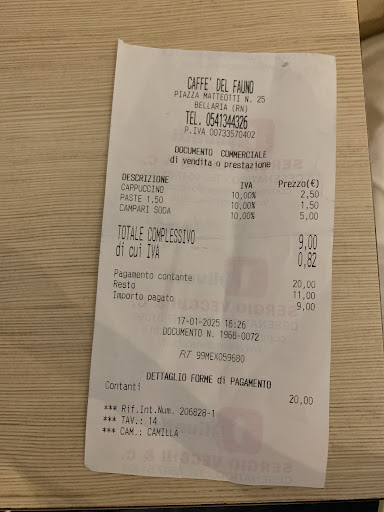 CAFFE' DEL FAUNO
PIAZZA MATTEOTTI N. 25
BELLARIA (RN)
TEL. 0541344326
P.IVA 00733570402
DOCUMENTO COMMERCIALE
di vendita o prestazione
DESCRIZIONE IVA Prezzo(€)
CAPPUCCINO 10,00% 2,50
PASTE 1,50 10,00% 1,50
CAMPARI SODA 10,00% 5,00
TOTALE COMPLESSIVO 9,00
di cui IVA 0,82
Pagamento contante 20,00
Resto 11,00
Importo pagato 9,00
17-01-2025 16:26
DOCUMENTO N. 1966-0072
RT 99MEX059680
DETTAGLIO FORME di PAGAMENTO
Contanti 20,00
*** Rif.Int.Num. 206828-1
*** TAV.: 14
*** CAM.: CAMILLA